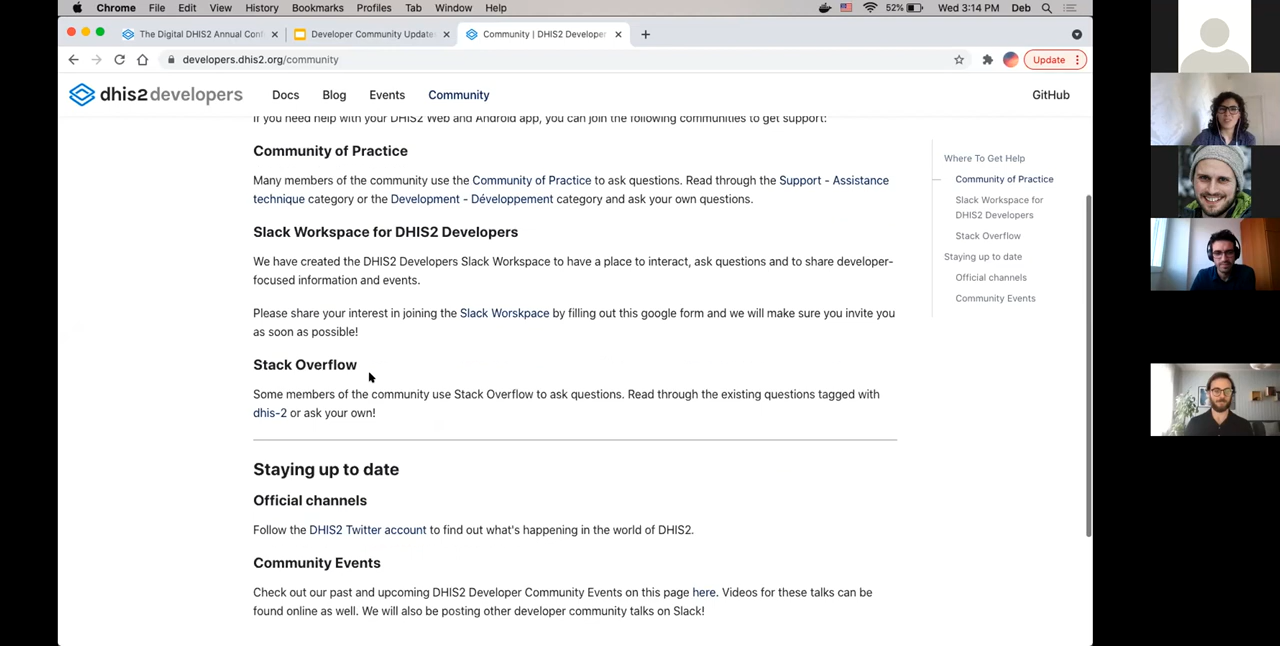 Chrome File Edit View History Bookmarks Profiles Tab Window Help 52% Wed 3:14 PM Deb
The Digital DHIS2 Annual Conf × Developer Community Update × Community | DHIS2 Developer × +
developers.dhis2.org/community Update
dhis2developers Docs Blog Events Community GitHub
If you need help with your DHIS2 Web and Android app, you can join the following communities to get support:
Community of Practice
Many members of the community use the Community of Practice to ask questions. Read through the Support - Assistance
technique category or the Development - Développement category and ask your own questions.
Slack Workspace for DHIS2 Developers
We have created the DHIS2 Developers Slack Workspace to have a place to interact, ask questions and to share developer-
focused information and events.
Please share your interest in joining the Slack Worskpace by filling out this google form and we will make sure you invite you
as soon as possible!
Stack Overflow
Some members of the community use Stack Overflow to ask questions. Read through the existing questions tagged with
dhis-2 or ask your own!
Staying up to date
Official channels
Follow the DHIS2 Twitter account to find out what's happening in the world of DHIS2.
Community Events
Check out our past and upcoming DHIS2 Developer Community Events on this page here. Videos for these talks can be
found online as well. We will also be posting other developer community talks on Slack!
Where To Get Help
Community of Practice
Slack Workspace for
DHIS2 Developers
Stack Overflow
Staying up to date
Official channels
Community Events